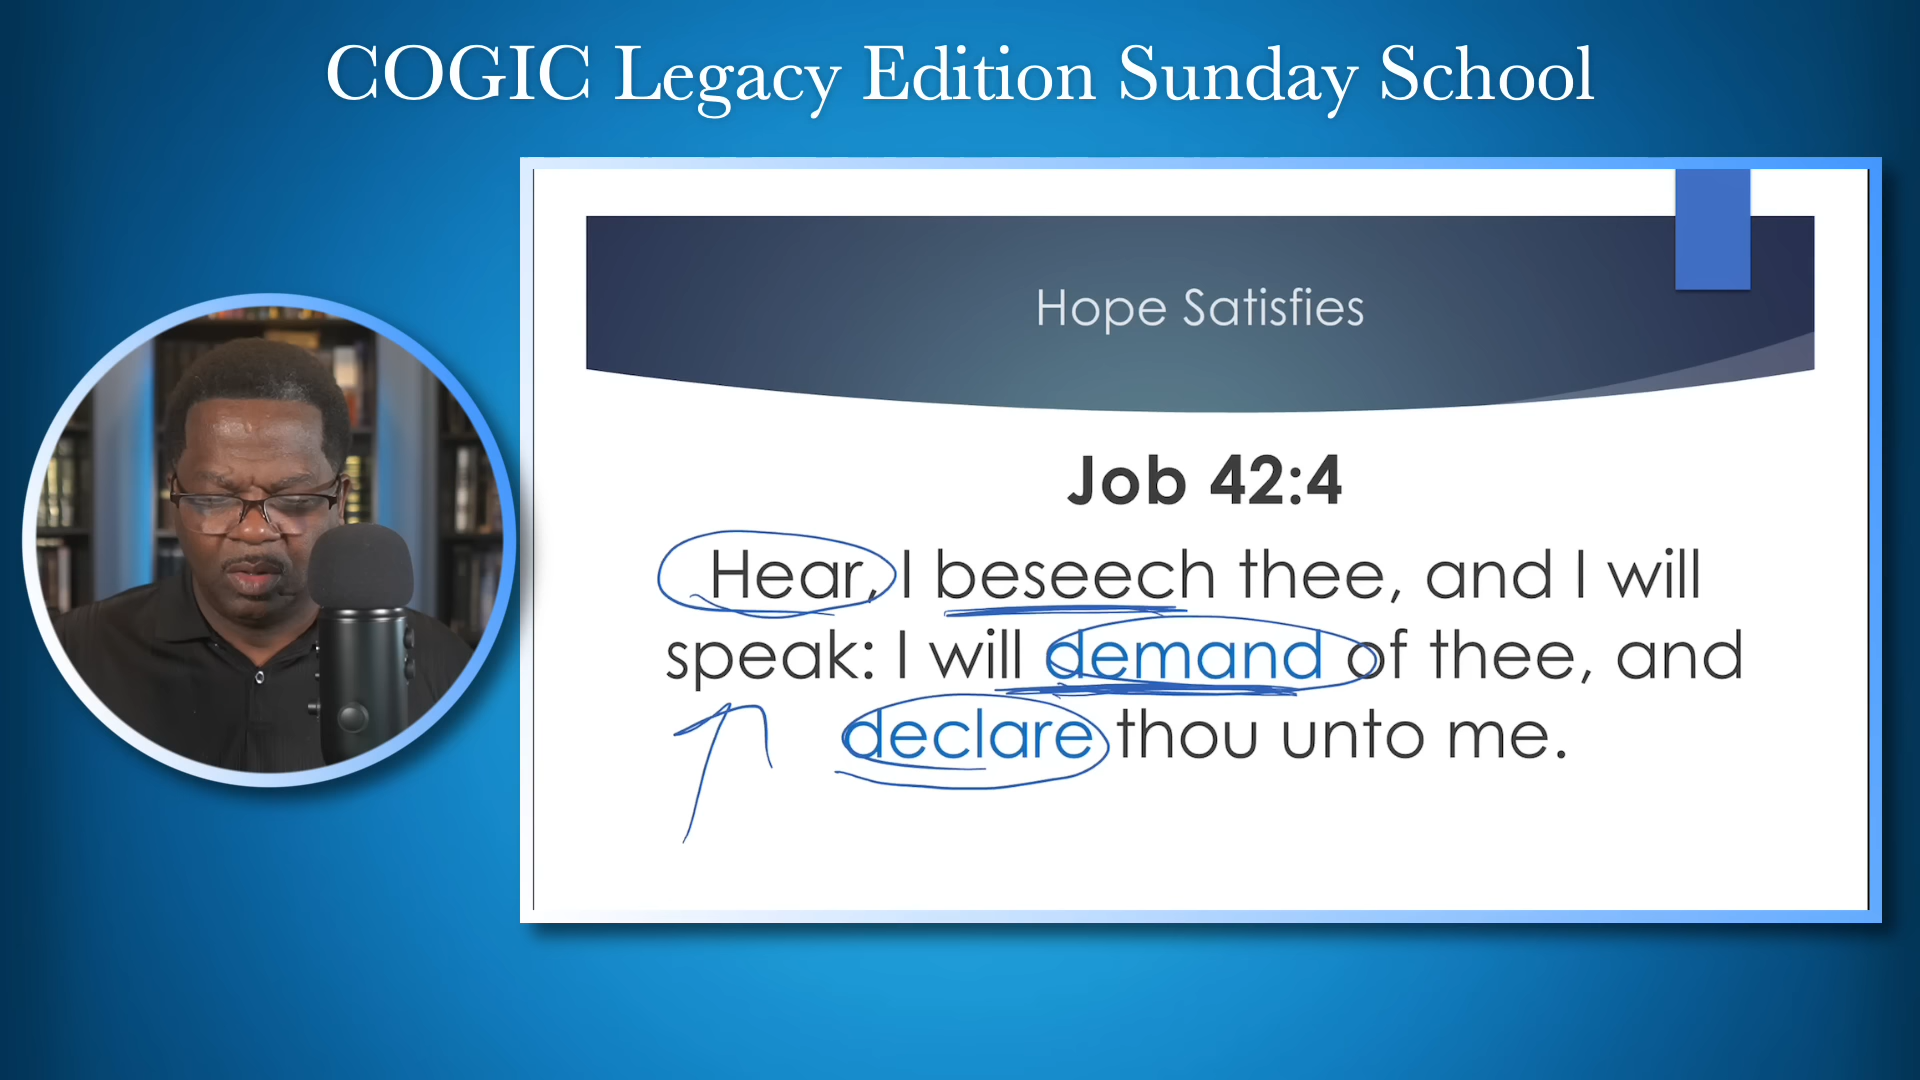 COGIC Legacy Edition Sunday School
Hope Satisfies
Job 42:4
Hear, I beseech thee, and I will
speak: I will demand of thee, and
declare thou unto me.